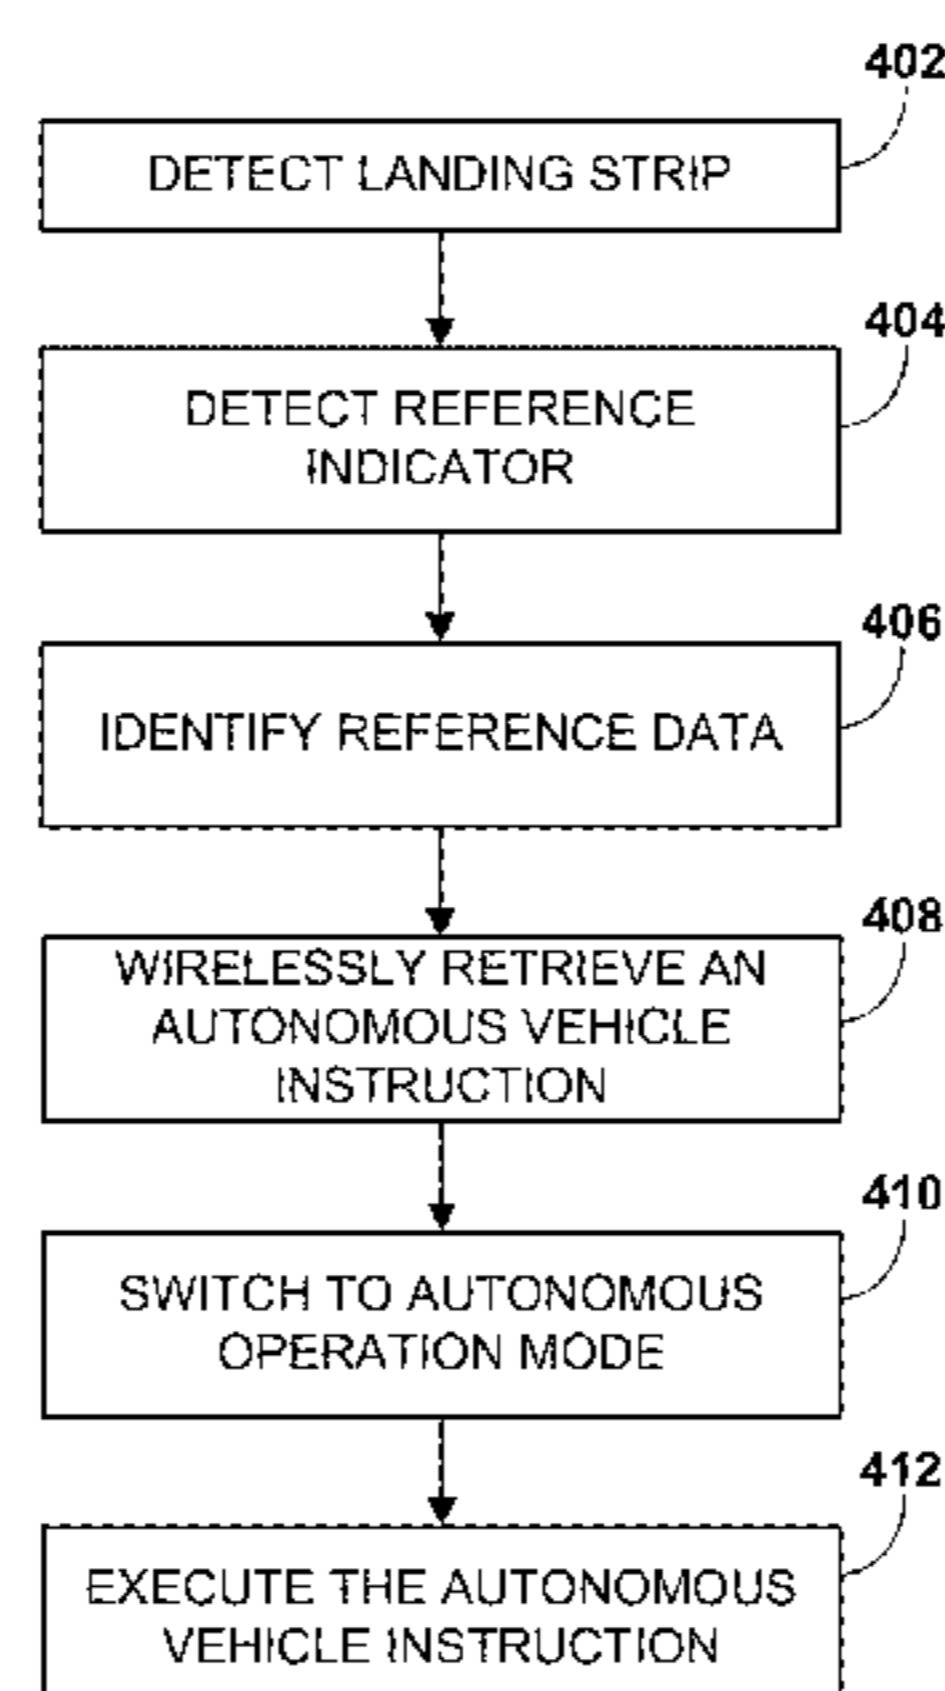 402
DETECT LANDING STRIP
404
DETECT REFERENCE
INDICATOR
406
IDENTIFY REFERENCE DATA
408
WIRELESSLY RETRIEVE AN
AUTONOMOUS VEHICLE
INSTRUCTION
410
SWITCH TO AUTONOMOUS
OPERATION MODE
412
EXECUTE THE AUTONOMOUS
VEHICLE INSTRUCTION